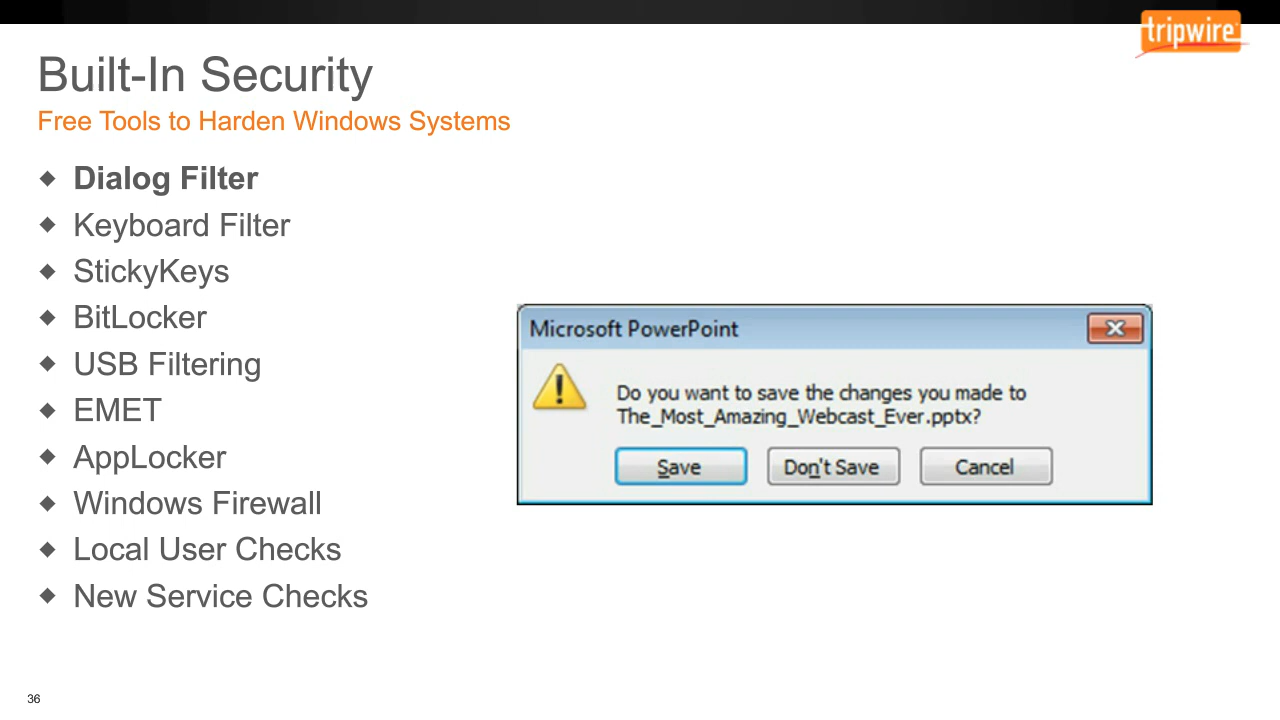 tripwire
Built-In Security
Free Tools to Harden Windows Systems
Dialog Filter
Keyboard Filter
StickyKeys
BitLocker
USB Filtering
EMET
AppLocker
Windows Firewall
Local User Checks
New Service Checks
Microsoft PowerPoint
Do you want to save the changes you made to
The_Most_Amazing_Webcast_Ever.pptx?
Save Don't Save Cancel
36